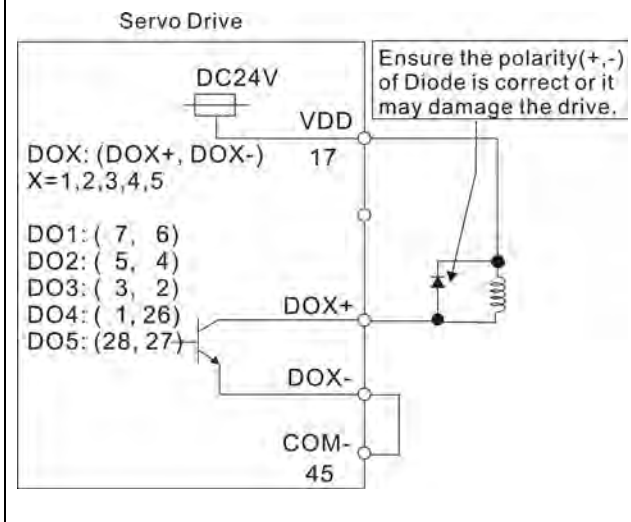 Servo Drive
Ensure the polarity(+,-)
of Diode is correct or it
may damage the drive.
DC24V
VDD
17
DOX: (DOX+, DOX-)
X=1,2,3,4,5
DO1: ( 7, 6)
DO2: ( 5, 4)
DO3: ( 3, 2)
DO4: ( 1, 26)
DO5: (28, 27)
DOX+
DOX-
COM-
45